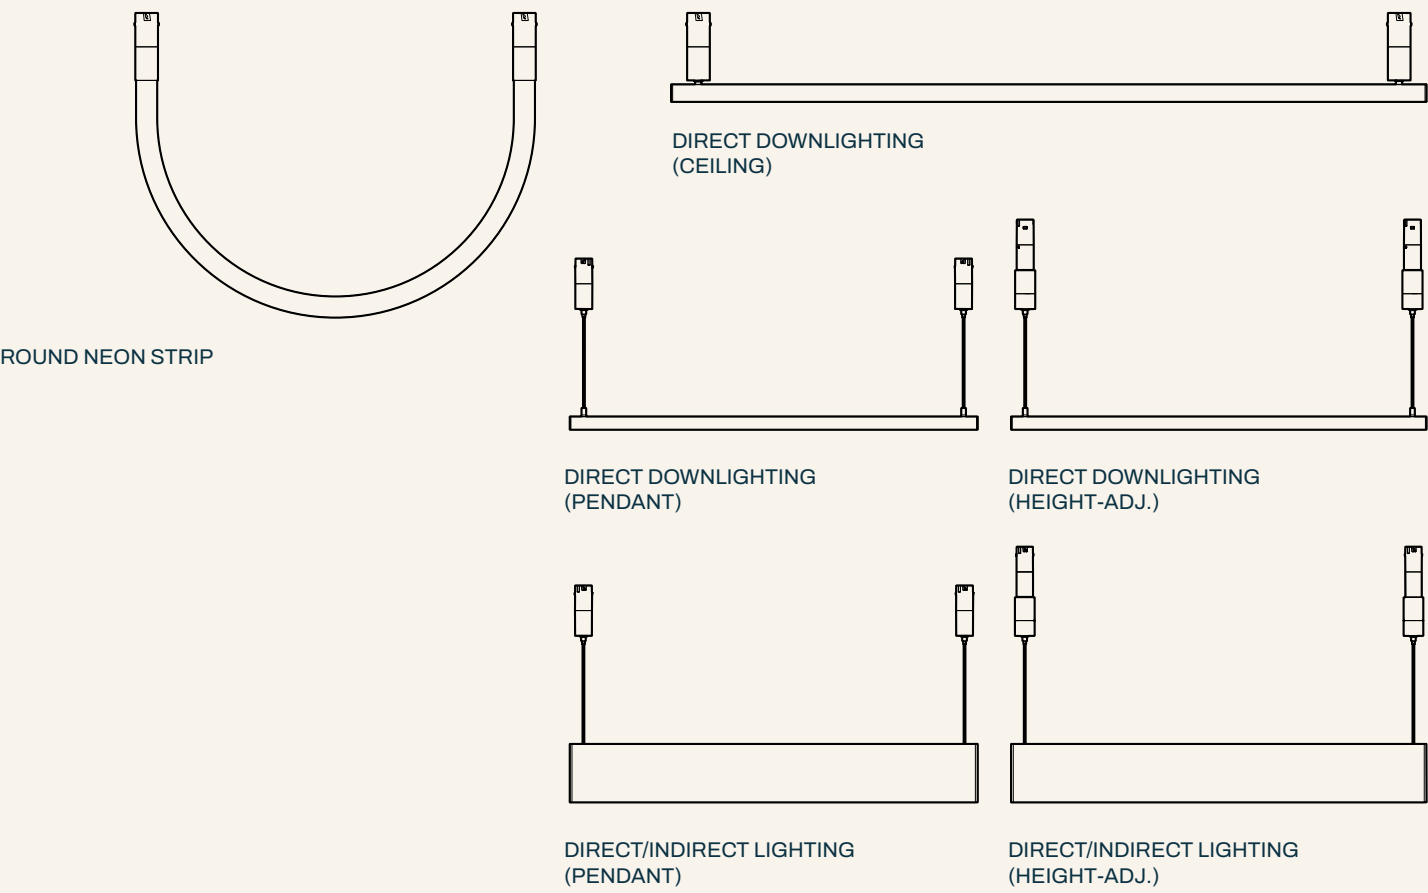 DIRECT DOWNLIGHTING
(CEILING)
ROUND NEON STRIP
DIRECT DOWNLIGHTING
(PENDANT)
DIRECT DOWNLIGHTING
(HEIGHT-ADJ.)
DIRECT/INDIRECT LIGHTING
(PENDANT)
DIRECT/INDIRECT LIGHTING
(HEIGHT-ADJ.)